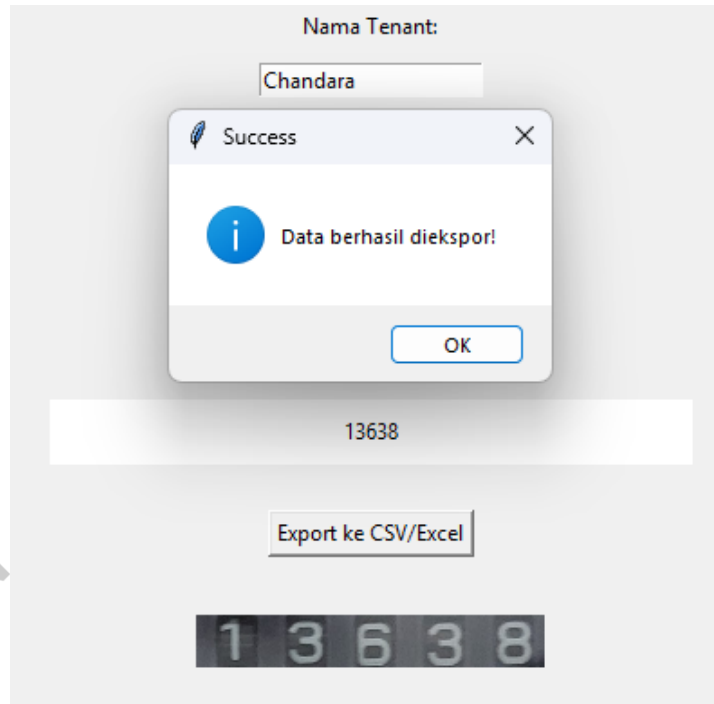 Nama Tenant:
Chandara
Success
Data berhasil diekspor!
OK
13638
Export ke CSV/Excel
13638